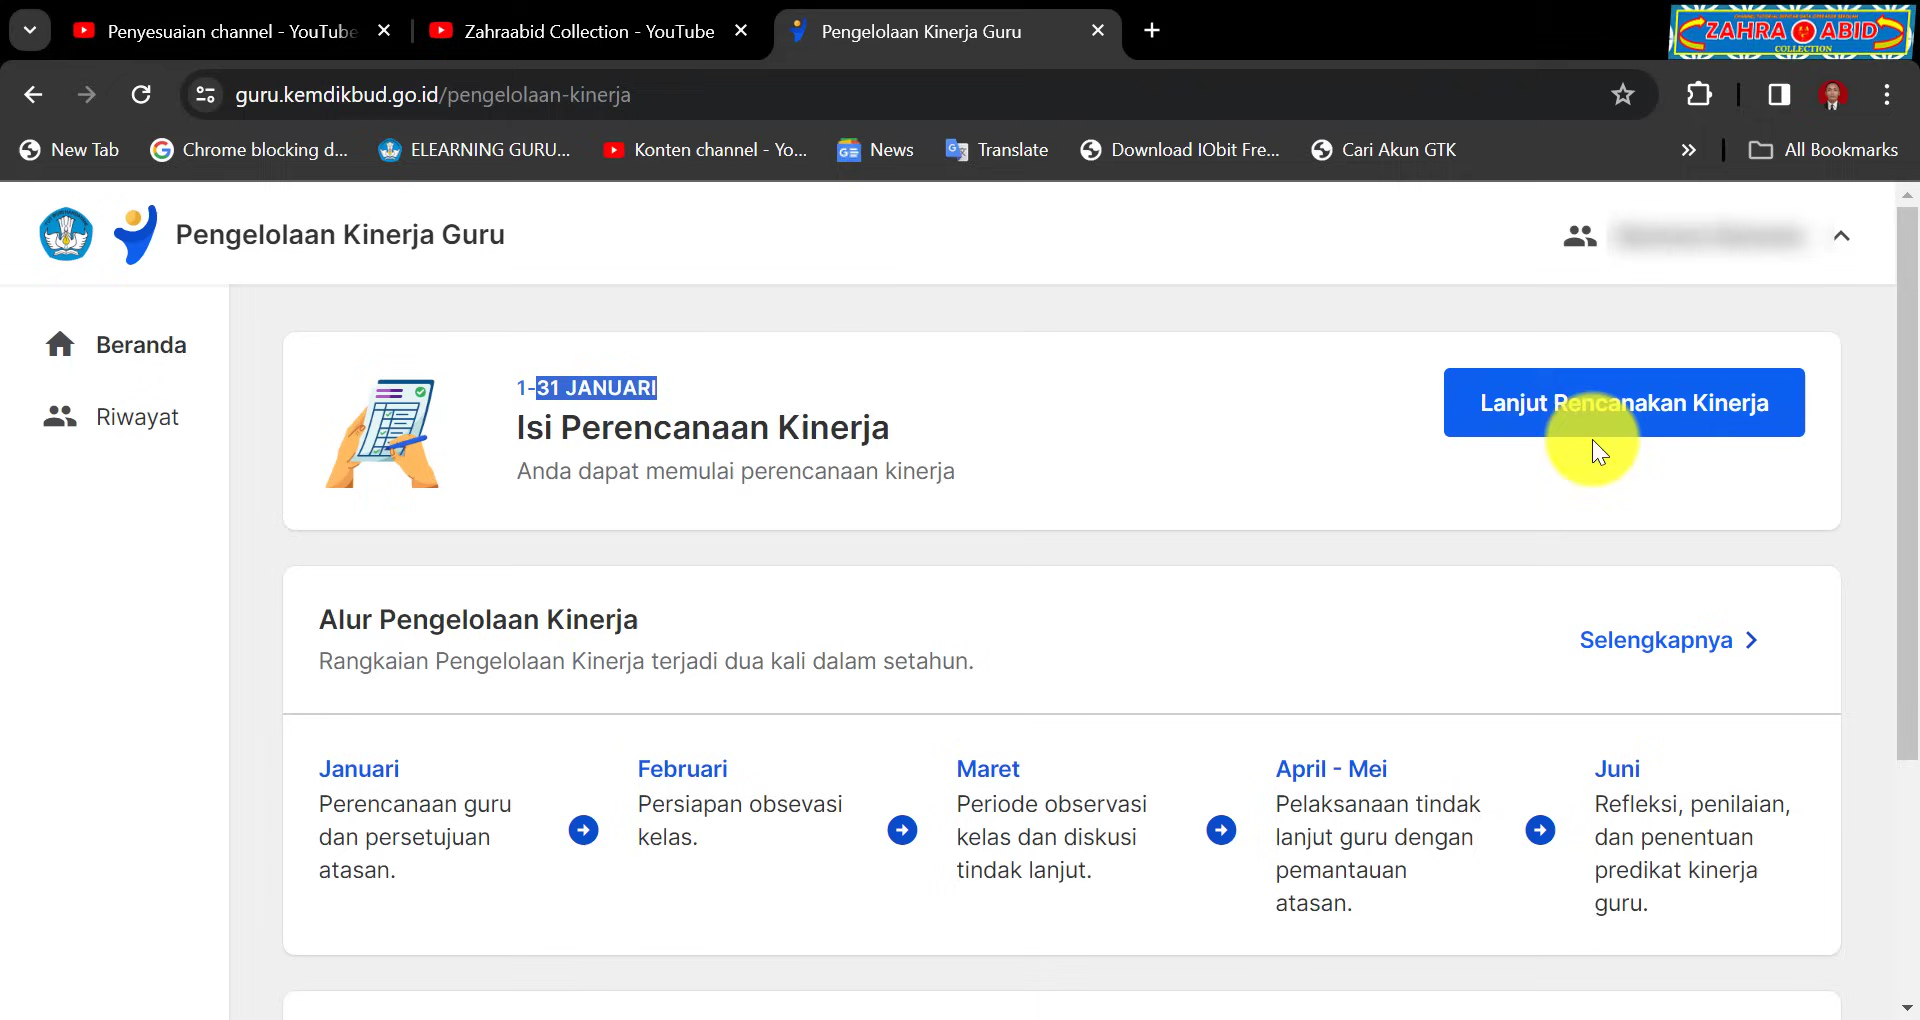 Penyesuaian channel - YouTube
Zahraabid Collection - YouTube
Pengelolaan Kinerja Guru
ZAHRA ABID
COLLECTION
guru.kemdikbud.go.id/pengelolaan-kinerja
New Tab
Chrome blocking d...
ELEARNING GURU...
Konten channel - Yo...
News
Translate
Download IObit Fre...
Cari Akun GTK
All Bookmarks
Pengelolaan Kinerja Guru
Beranda
Riwayat
1-31 JANUARI
Isi Perencanaan Kinerja
Anda dapat memulai perencanaan kinerja
Lanjut Rencanakan Kinerja
Alur Pengelolaan Kinerja
Rangkaian Pengelolaan Kinerja terjadi dua kali dalam setahun.
Selengkapnya
Januari
Perencanaan guru
dan persetujuan
atasan.
Februari
Persiapan obsevasi
kelas.
Maret
Periode observasi
kelas dan diskusi
tindak lanjut.
April - Mei
Pelaksanaan tindak
lanjut guru dengan
pemantauan
atasan.
Juni
Refleksi, penilaian,
dan penentuan
predikat kinerja
guru.